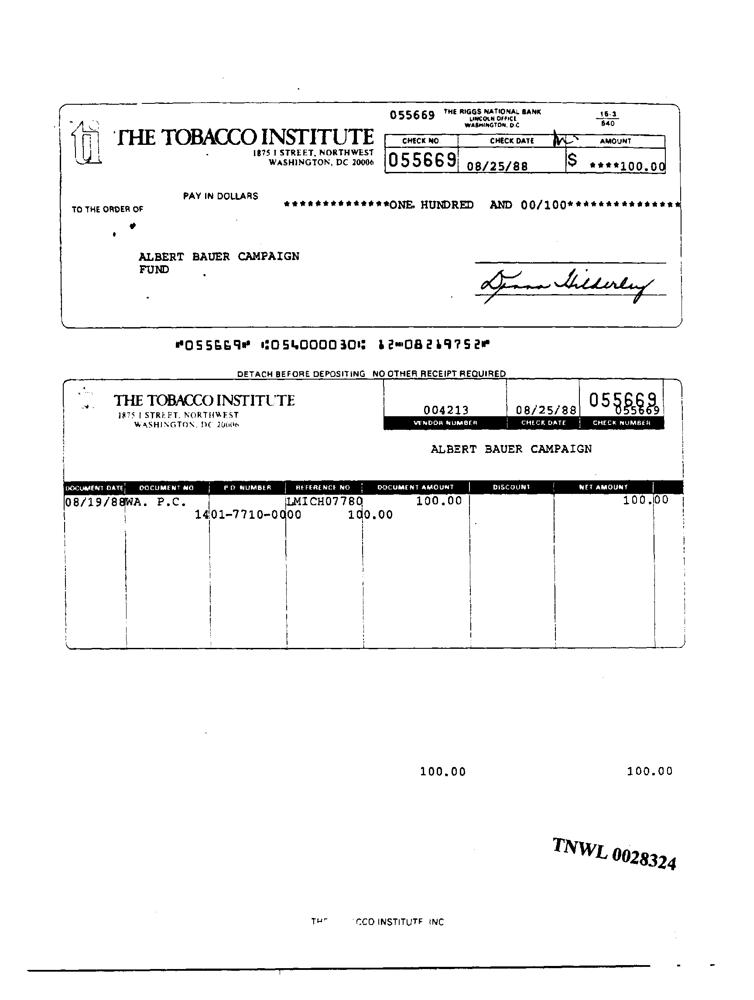 055669 THE RIGGS NATIONAL BANK
LINCOLN OFFICE
WASHINGTON, D.C.
15-3
540
ti
THE TOBACCO INSTITUTE
1875 I STREET, NORTHWEST
WASHINGTON, DC 20006
CHECK NO. CHECK DATE AMOUNT
055669 08/25/88 $ ****100.00
PAY IN DOLLARS
TO THE ORDER OF
**************ONE HUNDRED AND 00/100***************
ALBERT BAUER CAMPAIGN
FUND
⑈055669⑈ ⑆054000030⑆ 12⑉08219752⑈
DETACH BEFORE DEPOSITING NO OTHER RECEIPT REQUIRED
THE TOBACCO INSTITUTE
1875 I STREET, NORTHWEST
WASHINGTON, DC 20006
004213 08/25/88 055669
055669
VENDOR NUMBER CHECK DATE CHECK NUMBER
ALBERT BAUER CAMPAIGN
DOCUMENT DATE DOCUMENT NO P.O. NUMBER REFERENCE NO DOCUMENT AMOUNT DISCOUNT NET AMOUNT
08/19/88 WA. P.C. LMICH07780 100.00 100.00
1401-7710-0000 100.00
100.00 100.00
TNWL 0028324
CCO INSTITUTE INC